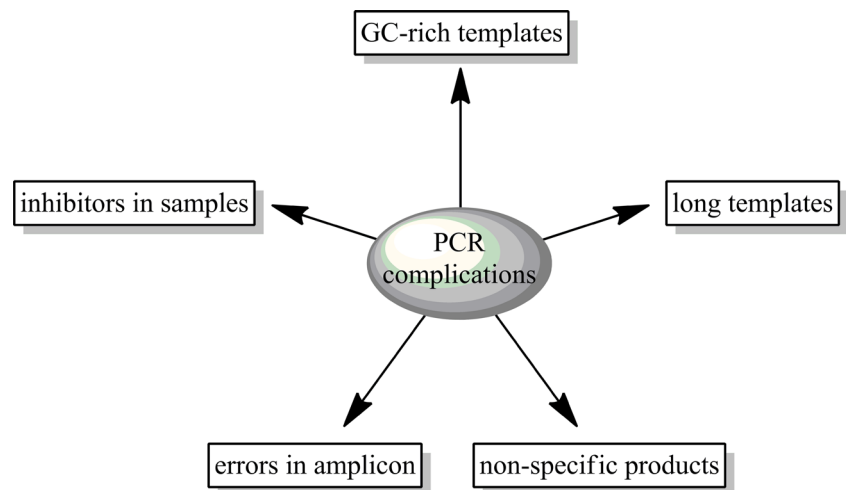 GC-rich templates
inhibitors in samples
long templates
PCR
complications
errors in amplicon
non-specific products